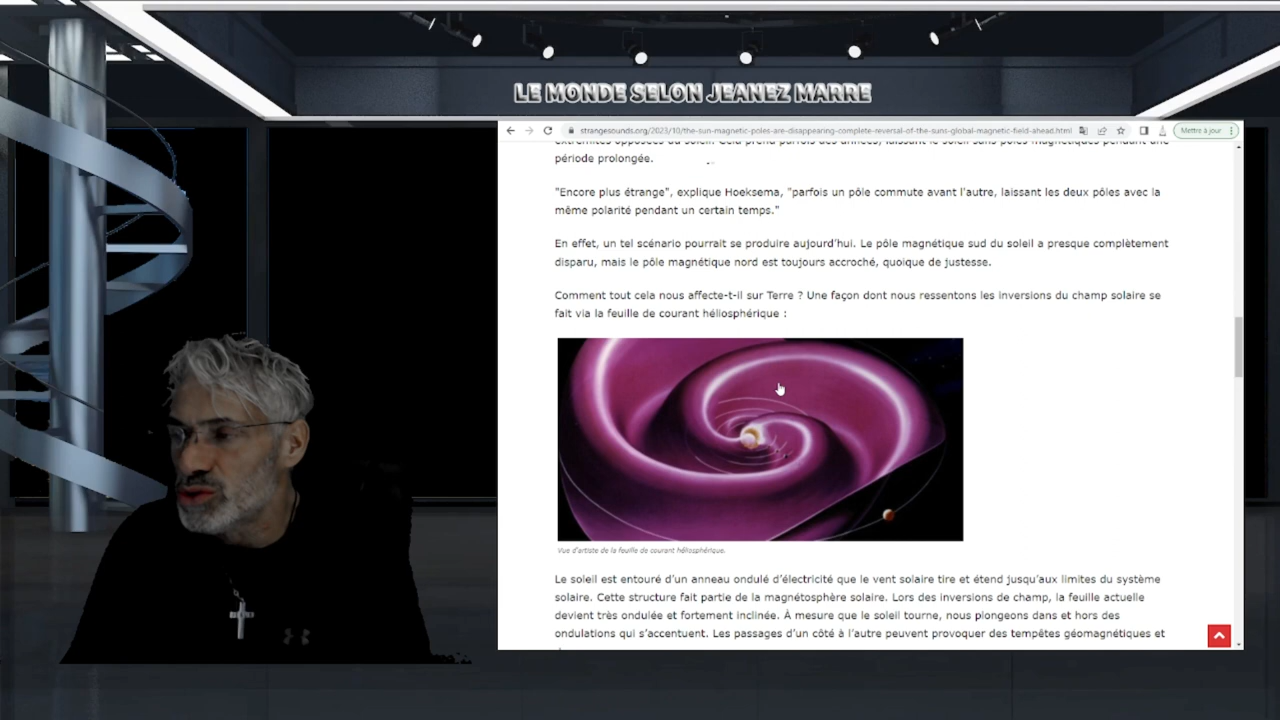 LE MONDE SELON JEANEZ MARRE
strangesounds.org/2023/10/the-sun-magnetic-poles-are-disappearing-complete-reversal-of-the-suns-global-magnetic-field-ahead.html
Mettre à jour
extrémités opposées du soleil. Cela prend parfois des années, laissant le soleil sans pôles magnétiques pendant une
période prolongée.
"Encore plus étrange", explique Hoeksema, "parfois un pôle commute avant l'autre, laissant les deux pôles avec la
même polarité pendant un certain temps."
En effet, un tel scénario pourrait se produire aujourd'hui. Le pôle magnétique sud du soleil a presque complètement
disparu, mais le pôle magnétique nord est toujours accroché, quoique de justesse.
Comment tout cela nous affecte-t-il sur Terre ? Une façon dont nous ressentons les inversions du champ solaire se
fait via la feuille de courant héliosphérique :
Vue d'artiste de la feuille de courant héliosphérique.
Le soleil est entouré d'un anneau ondulé d'électricité que le vent solaire tire et étend jusqu'aux limites du système
solaire. Cette structure fait partie de la magnétosphère solaire. Lors des inversions de champ, la feuille actuelle
devient très ondulée et fortement inclinée. À mesure que le soleil tourne, nous plongeons dans et hors des
ondulations qui s'accentuent. Les passages d'un côté à l'autre peuvent provoquer des tempêtes géomagnétiques et